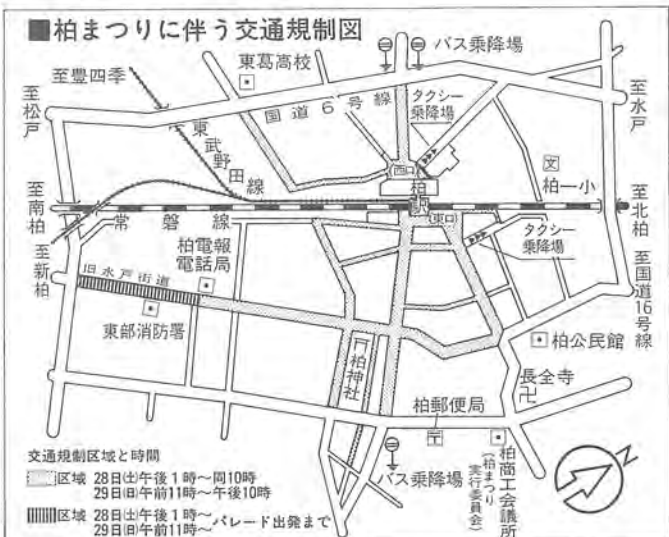 ■柏まつりに伴う交通規制図
バス乗降場
東葛高校
至豊四季
タクシー
乗降場
国道6号線
至松戸
至水戸
東武野田線
西口
文
柏一小
柏駅
至南柏
常磐線
東口
至北柏
タクシー
乗降場
至新柏
柏電報
電話局
至国道16号線
旧水戸街道
東部消防署
柏公民館
柏神社
長全寺
柏郵便局
バス乗降場
柏商工会議所
(柏まつり
実行委員会)
N
交通規制区域と時間
区域 28日(土)午後1時〜同10時
29日(日)午前11時〜午後10時
区域 28日(土)午後1時〜
29日(日)午前11時〜パレード出発まで